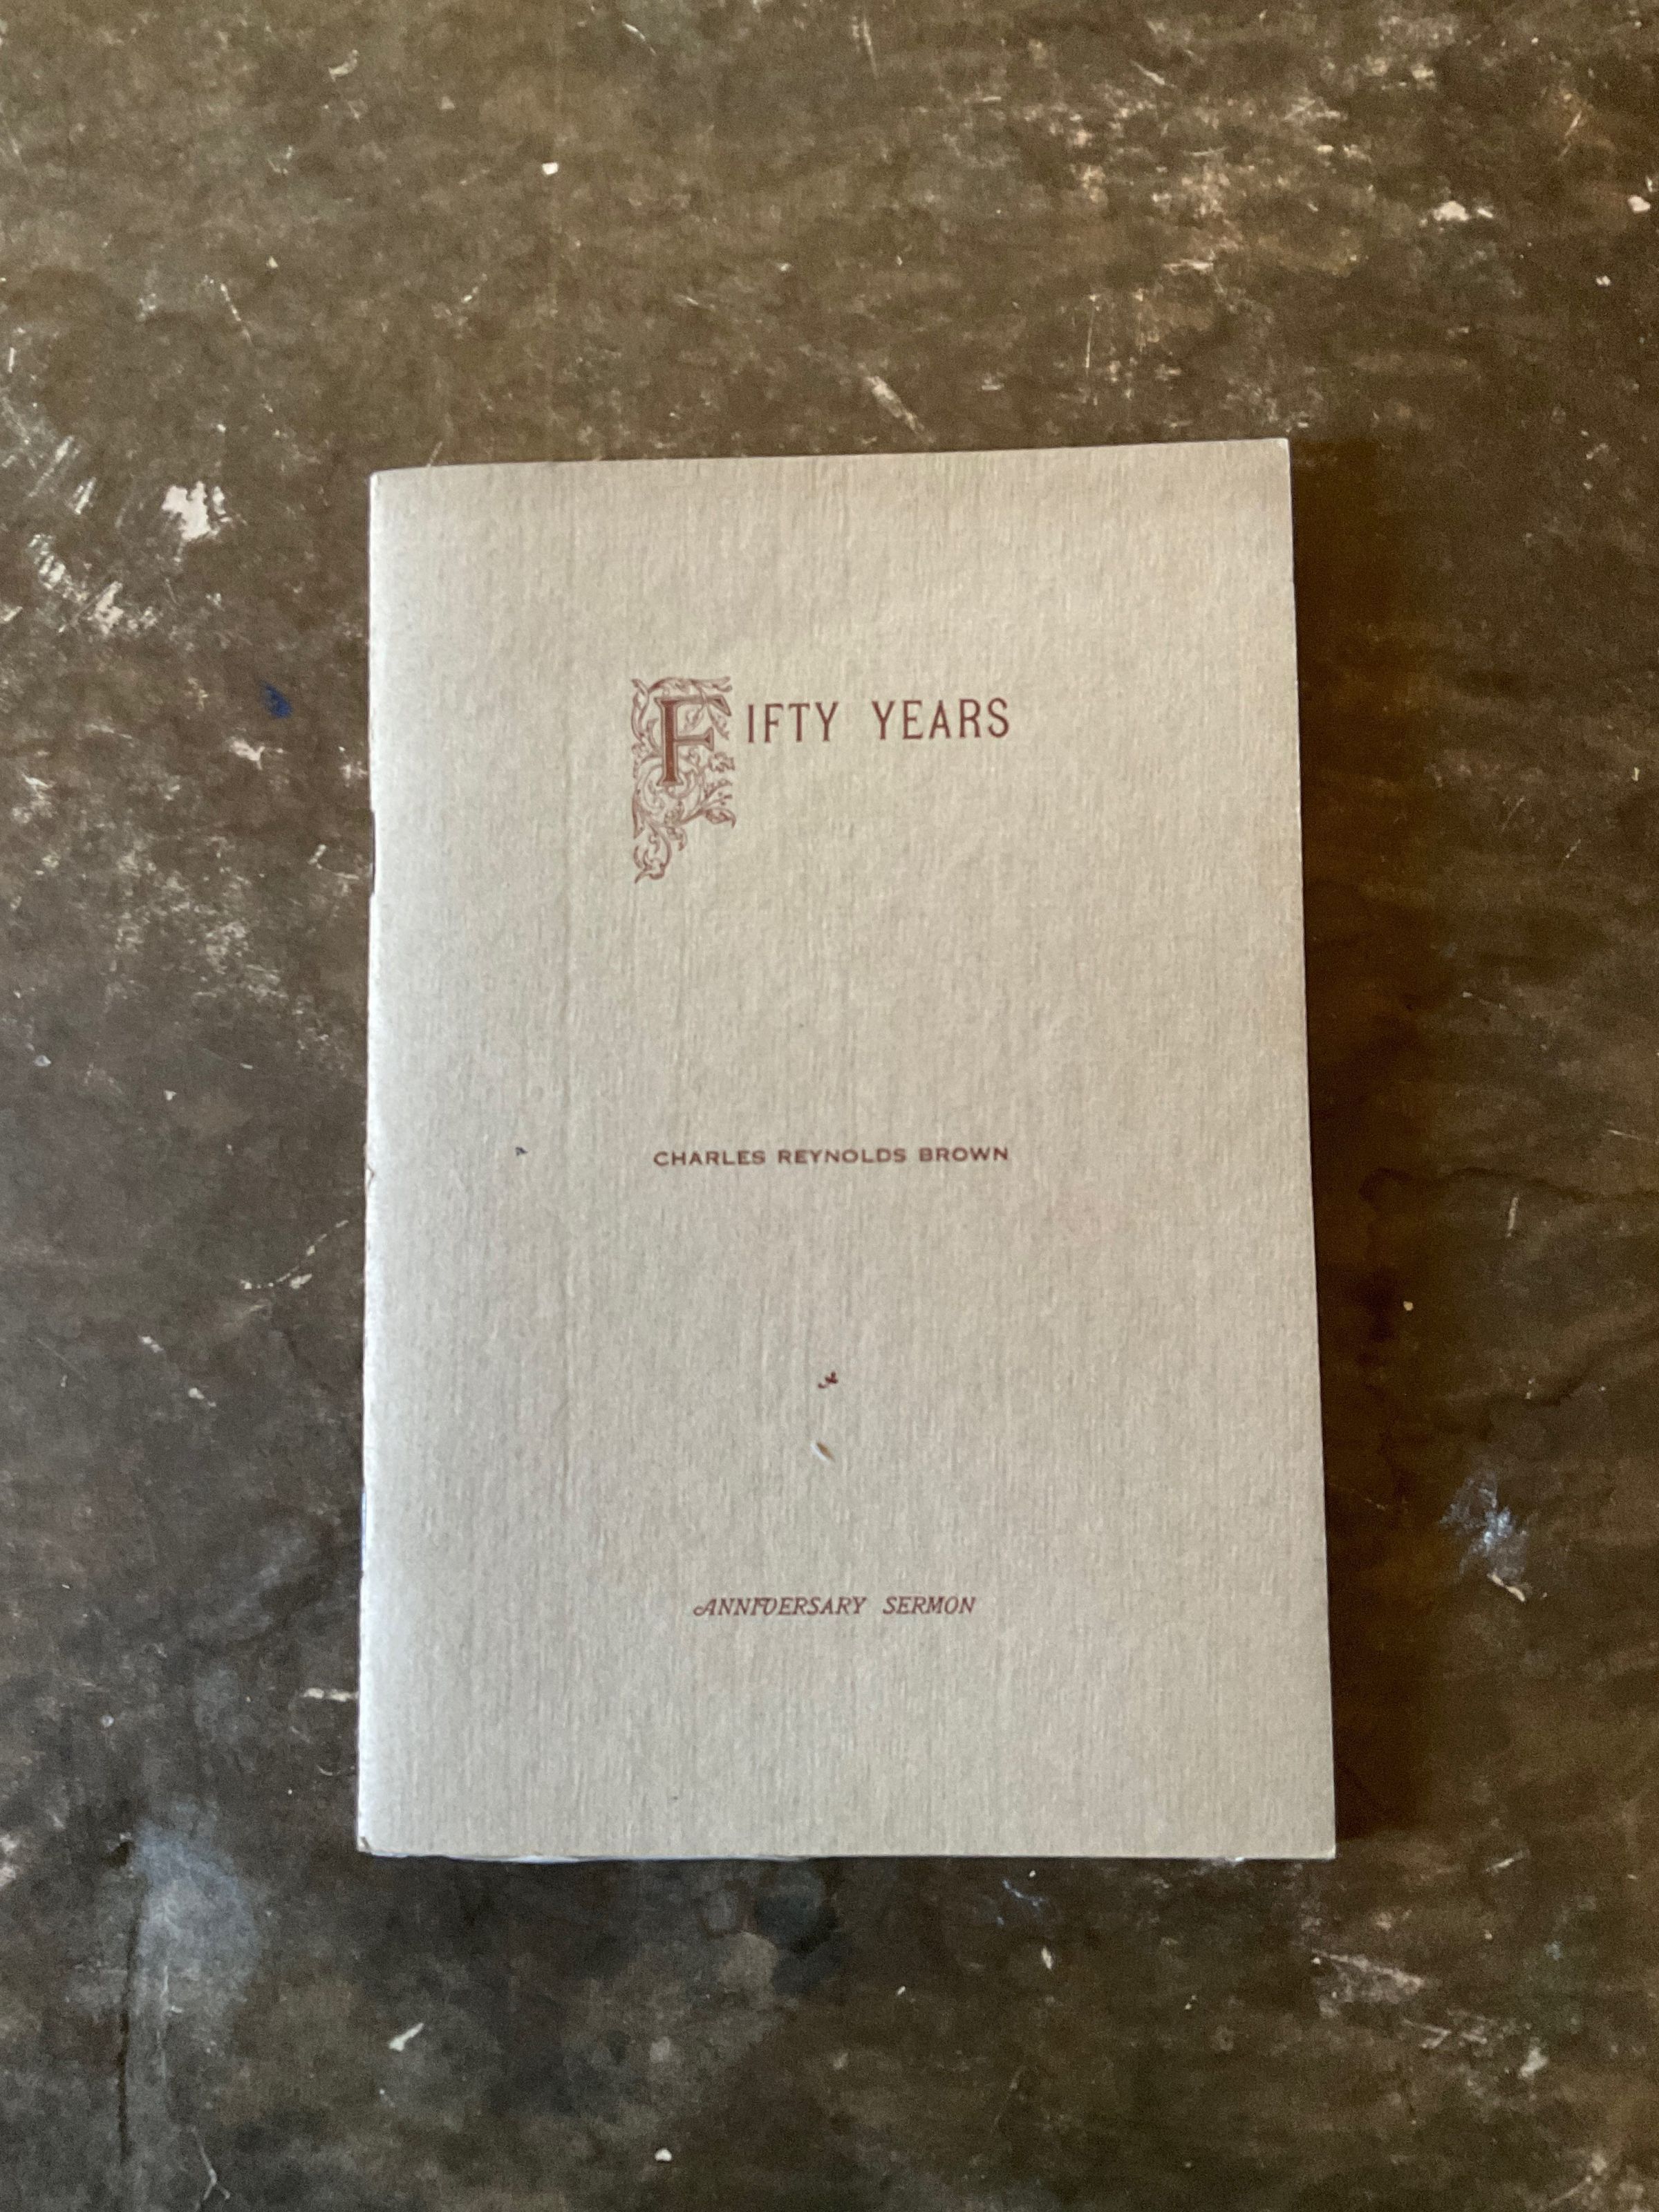 FIFTY YEARS
CHARLES REYNOLDS BROWN
ANNIVERSARY SERMON